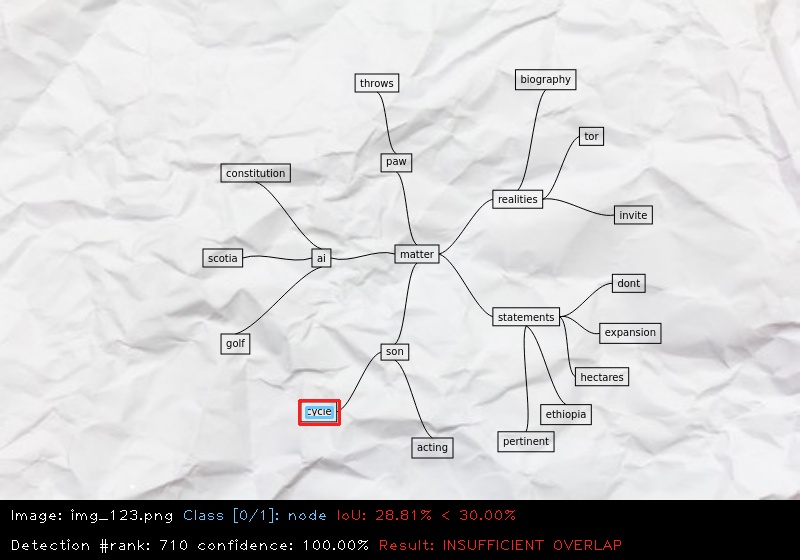 biography
throws
tor
paw
constitution
realities
invite
matter
scotia
ai
dont
statements
expansion
golf
son
hectares
cycle
ethiopia
pertinent
acting
Image: img_123.png Class [0/1]: node IoU: 28.81% < 30.00%
Detection #rank: 710 confidence: 100.00% Result: INSUFFICIENT OVERLAP